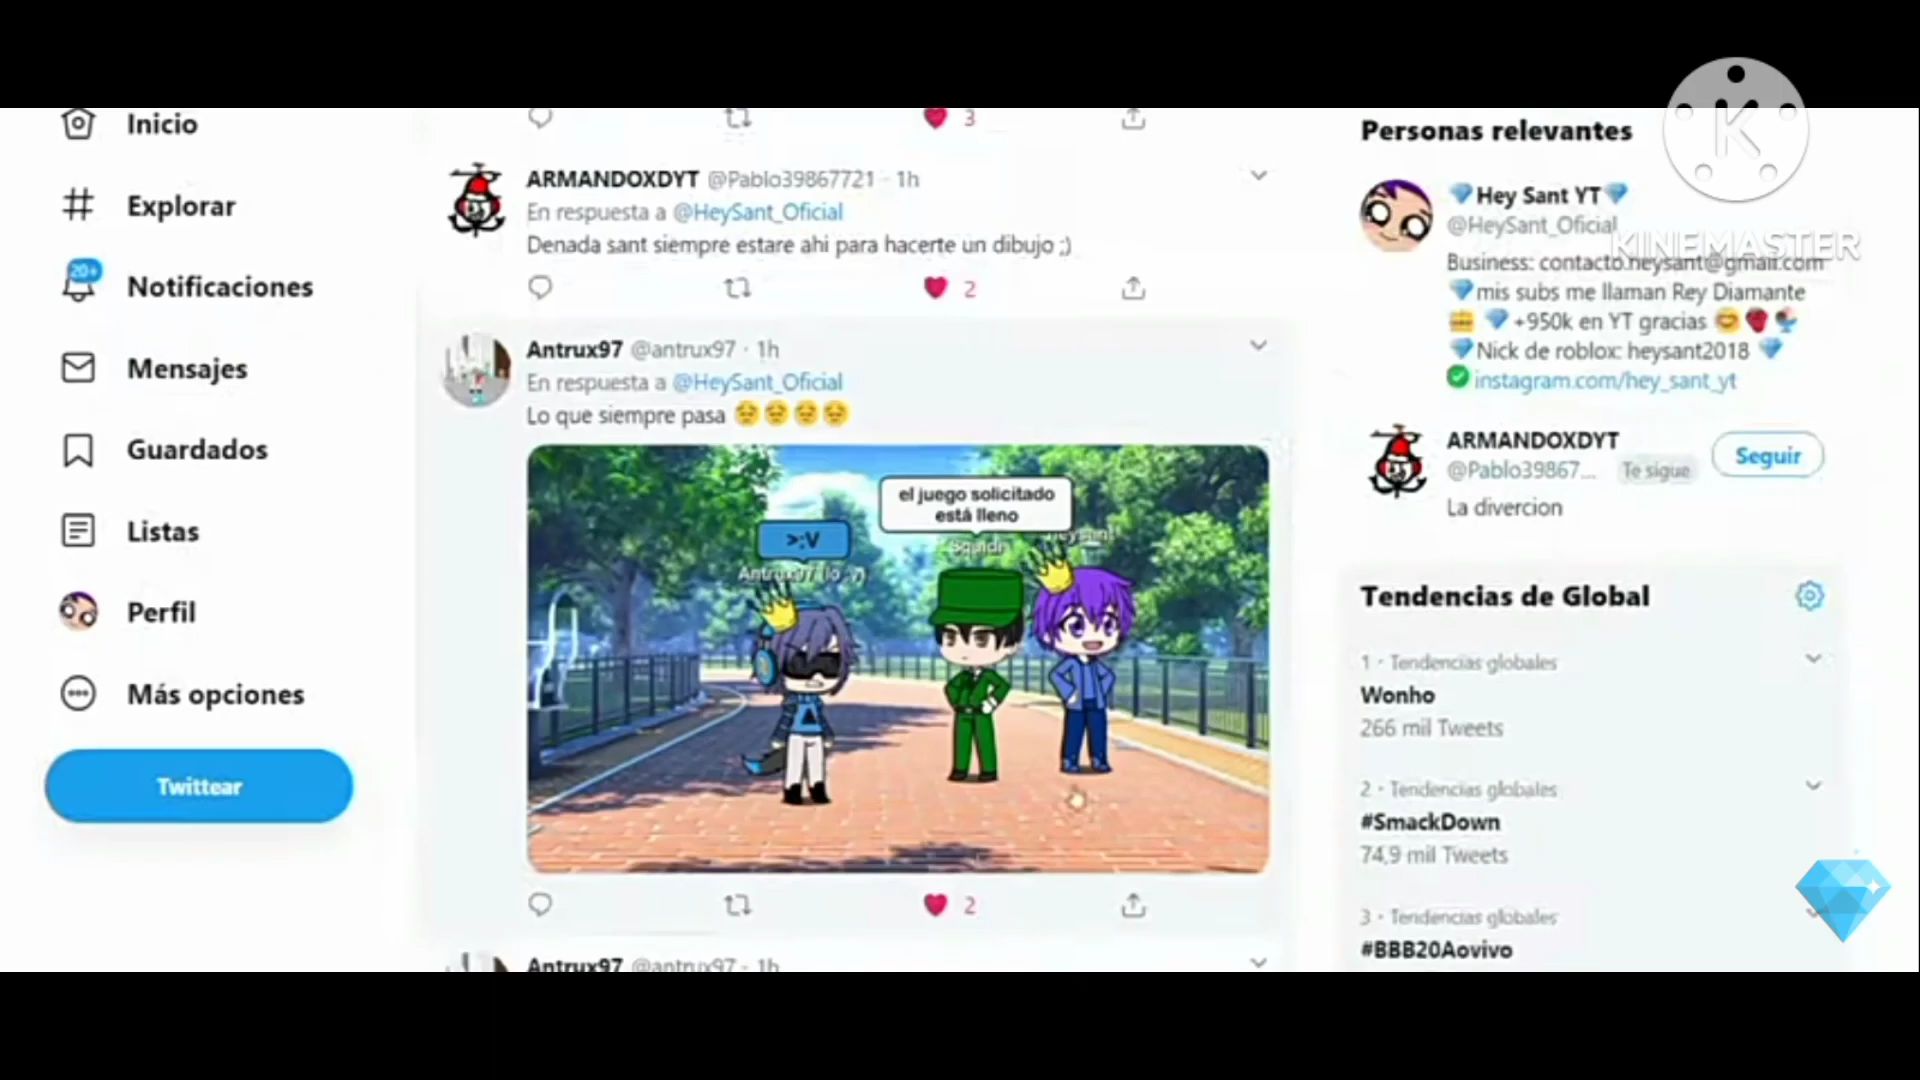 Inicio
Explorar
20+
Notificaciones
Mensajes
Guardados
Listas
Perfil
Más opciones
Twittear
3
ARMANDOXDYT @Pablo39867721 · 1h
En respuesta a @HeySant_Oficial
Denada sant siempre estare ahi para hacerte un dibujo ;)
2
Antrux97 @antrux97 · 1h
En respuesta a @HeySant_Oficial
Lo que siempre pasa 😔😔😔😔
el juego solicitado
está lleno
>:V
2
Antrux97 @antrux97 · 1h
Personas relevantes
💎Hey Sant YT💎
@HeySant_Oficial
Business: contacto.heysant@gmail.com
💎mis subs me llaman Rey Diamante
💎 +950k en YT gracias
💎Nick de roblox: heysant2018 💎
instagram.com/hey_sant_yt
ARMANDOXDYT
@Pablo39867... Te sigue
Seguir
La divercion
Tendencias de Global
1 · Tendencias globales
Wonho
266 mil Tweets
2 · Tendencias globales
#SmackDown
74,9 mil Tweets
3 · Tendencias globales
#BBB20Aovivo
K
KINEMASTER